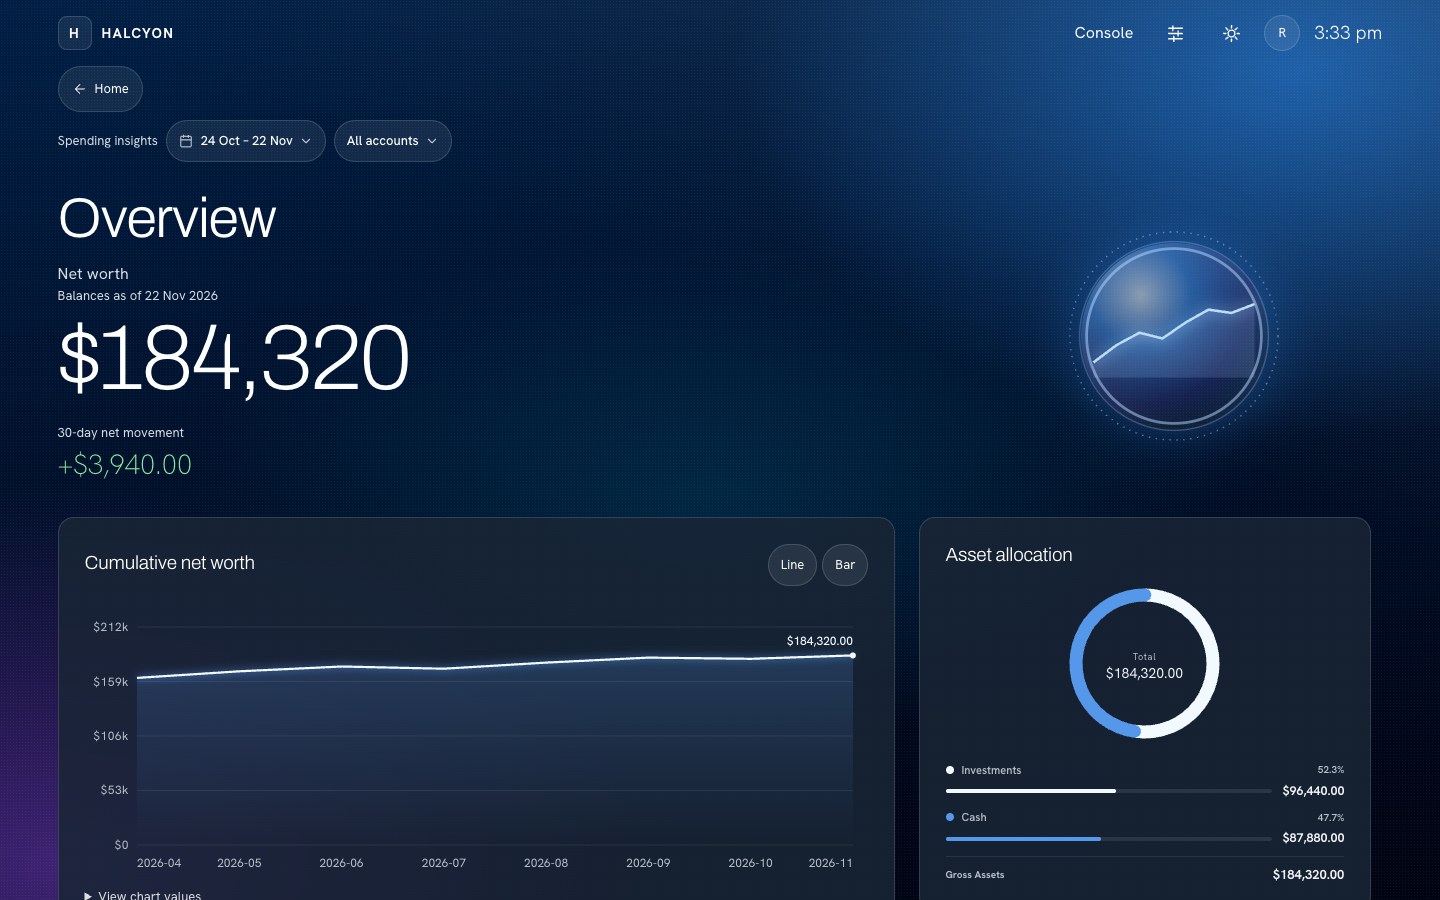 H HALCYON
Console
R
3:33 pm
Home
Spending insights
24 Oct – 22 Nov
All accounts
Overview
Net worth
Balances as of 22 Nov 2026
$184,320
30-day net movement
+$3,940.00
Cumulative net worth
Line
Bar
$212k
$184,320.00
$159k
$106k
$53k
$0
2026-04 2026-05 2026-06 2026-07 2026-08 2026-09 2026-10 2026-11
View chart values
Asset allocation
Total
$184,320.00
Investments 52.3%
$96,440.00
Cash 47.7%
$87,880.00
Gross Assets $184,320.00